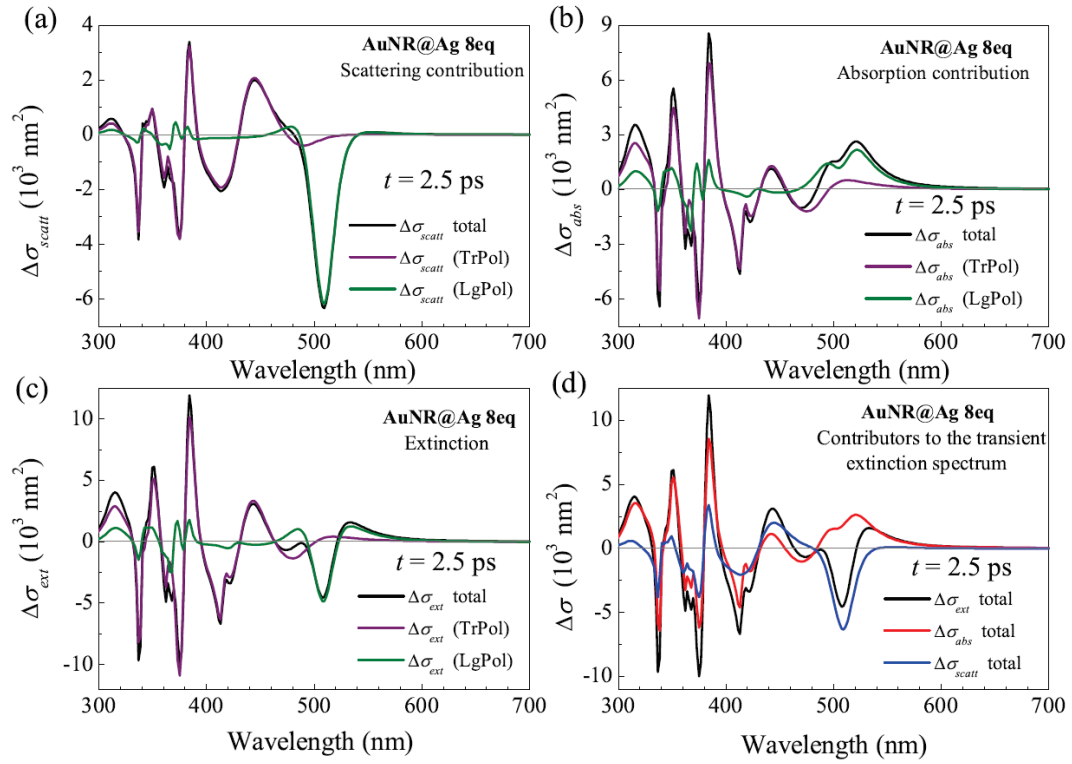 (a)
AuNR@Ag 8eq
Scattering contribution
t = 2.5 ps
Δσscatt total
Δσscatt (TrPol)
Δσscatt (LgPol)
Δσscatt (10³ nm²)
4
2
0
-2
-4
-6
300 400 500 600 700
Wavelength (nm)
(b)
AuNR@Ag 8eq
Absorption contribution
t = 2.5 ps
Δσabs total
Δσabs (TrPol)
Δσabs (LgPol)
Δσabs (10³ nm²)
9
6
3
0
-3
-6
300 400 500 600 700
Wavelength (nm)
(c)
AuNR@Ag 8eq
Extinction
t = 2.5 ps
Δσext total
Δσext (TrPol)
Δσext (LgPol)
Δσext (10³ nm²)
10
5
0
-5
-10
300 400 500 600 700
Wavelength (nm)
(d)
AuNR@Ag 8eq
Contributors to the transient
extinction spectrum
t = 2.5 ps
Δσext total
Δσabs total
Δσscatt total
Δσ (10³ nm²)
10
5
0
-5
-10
300 400 500 600 700
Wavelength (nm)